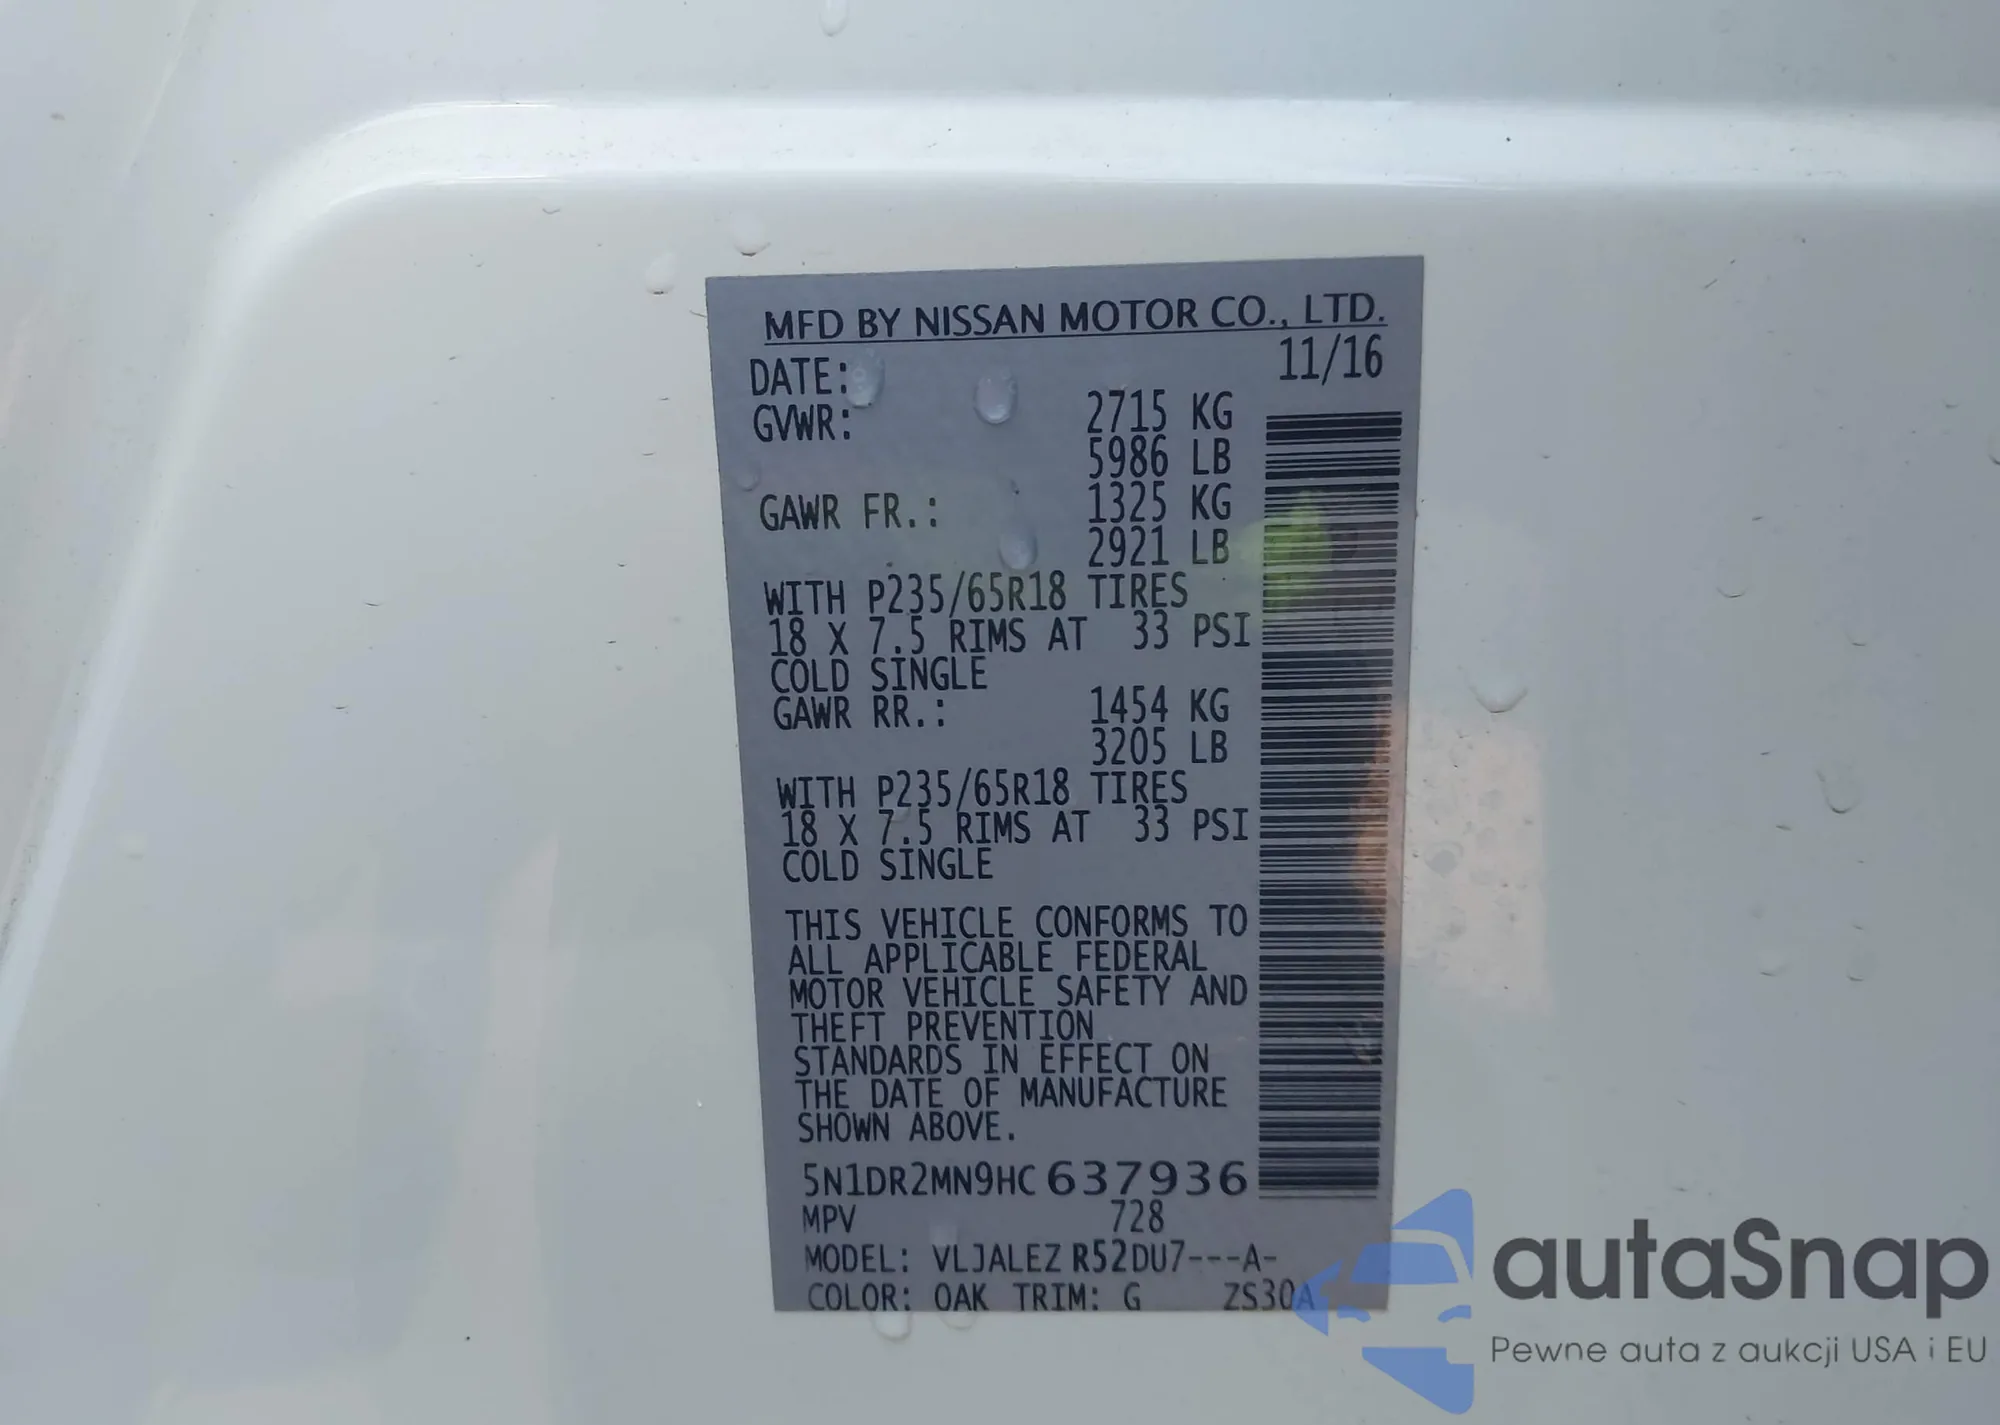 MFD BY NISSAN MOTOR CO., LTD.
DATE: 11/16
GVWR: 2715 KG
5986 LB
GAWR FR.: 1325 KG
2921 LB
WITH P235/65R18 TIRES
18 X 7.5 RIMS AT 33 PSI
COLD SINGLE
GAWR RR.: 1454 KG
3205 LB
WITH P235/65R18 TIRES
18 X 7.5 RIMS AT 33 PSI
COLD SINGLE
THIS VEHICLE CONFORMS TO
ALL APPLICABLE FEDERAL
MOTOR VEHICLE SAFETY AND
THEFT PREVENTION
STANDARDS IN EFFECT ON
THE DATE OF MANUFACTURE
SHOWN ABOVE.
5N1DR2MN9HC637936
MPV 728
MODEL: VLJALEZ R52DU7---A-
COLOR: OAK TRIM: G ZS30A
autaSnap
Pewne auta z aukcji USA i EU